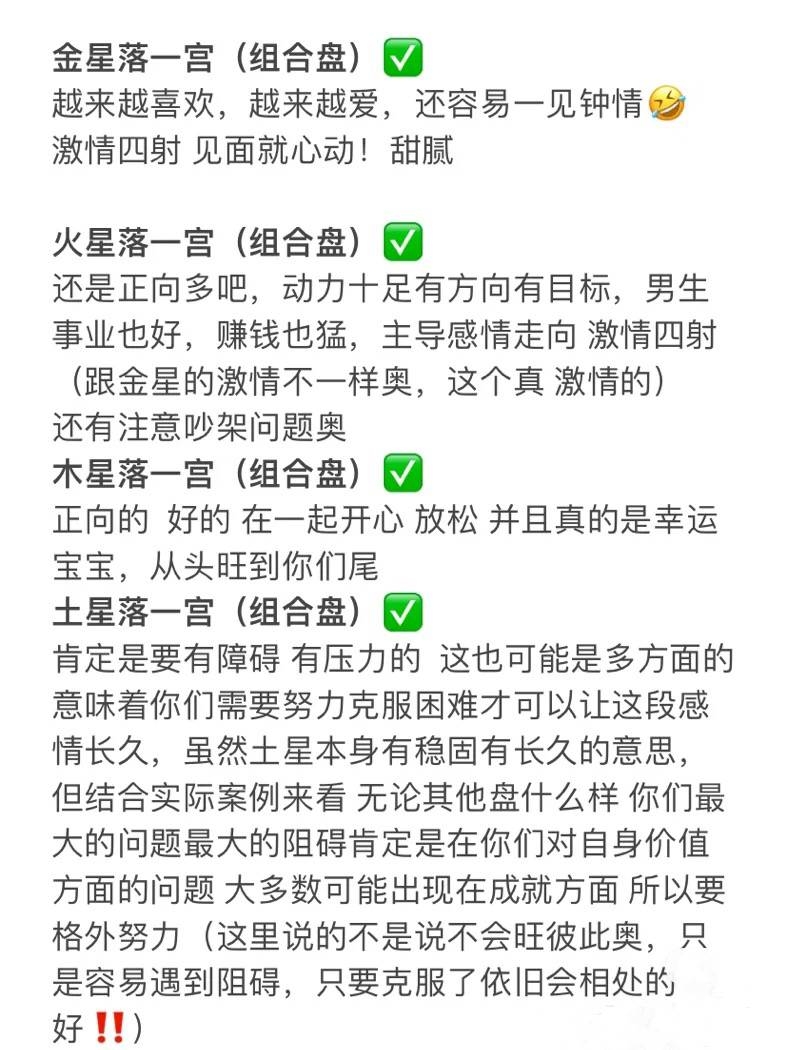 金星落一宫（组合盘）✅
越来越喜欢，越来越爱，还容易一见钟情🤣
激情四射 见面就心动！甜腻
火星落一宫（组合盘）✅
还是正向多吧，动力十足有方向有目标，男生
事业也好，赚钱也猛，主导感情走向 激情四射
（跟金星的激情不一样奥，这个真 激情的）
还有注意吵架问题奥
木星落一宫（组合盘）✅
正向的 好的 在一起开心 放松 并且真的是幸运
宝宝，从头旺到你们尾
土星落一宫（组合盘）✅
肯定是要有障碍 有压力的 这也可能是多方面的
意味着你们需要努力克服困难才可以让这段感
情长久，虽然土星本身有稳固有长久的意思，
但结合实际案例来看 无论其他盘什么样 你们最
大的问题最大的阻碍肯定是在你们对自身价值
方面的问题 大多数可能出现在成就方面 所以要
格外努力（这里说的不是说不会旺彼此奥，只
是容易遇到阻碍，只要克服了依旧会相处的
好‼️）